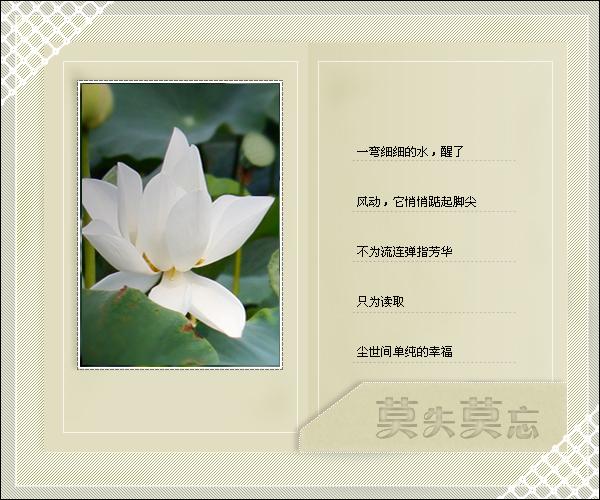 一弯细细的水，醒了
风动，它悄悄踮起脚尖
不为流连弹指芳华
只为读取
尘世间单纯的幸福
莫失莫忘